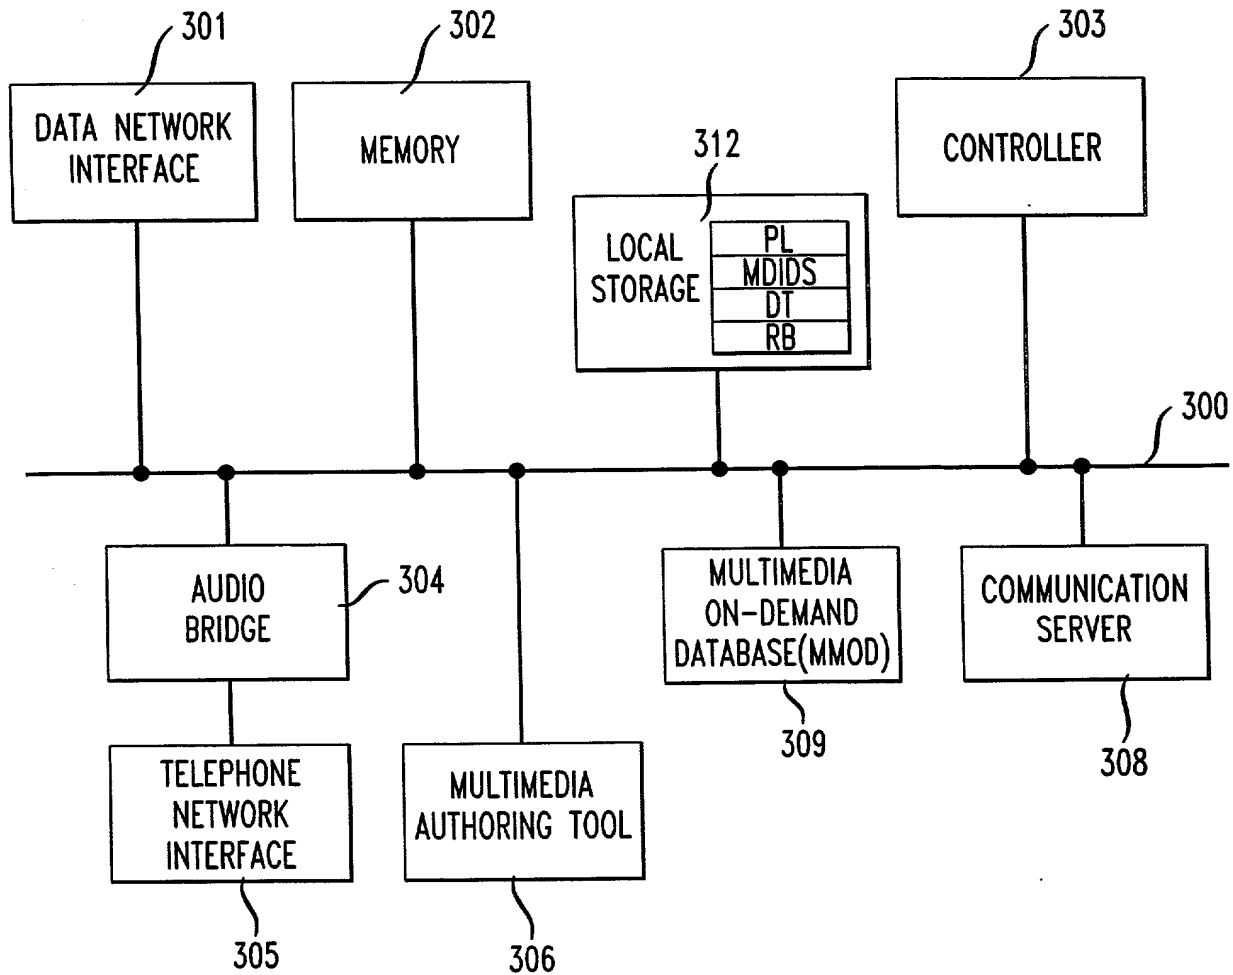 301
302
303
DATA NETWORK
INTERFACE
MEMORY
CONTROLLER
312
LOCAL
STORAGE
PL
MDIDS
DT
RB
300
AUDIO
BRIDGE
304
MULTIMEDIA
ON-DEMAND
DATABASE(MMOD)
COMMUNICATION
SERVER
309
308
TELEPHONE
NETWORK
INTERFACE
MULTIMEDIA
AUTHORING TOOL
305
306